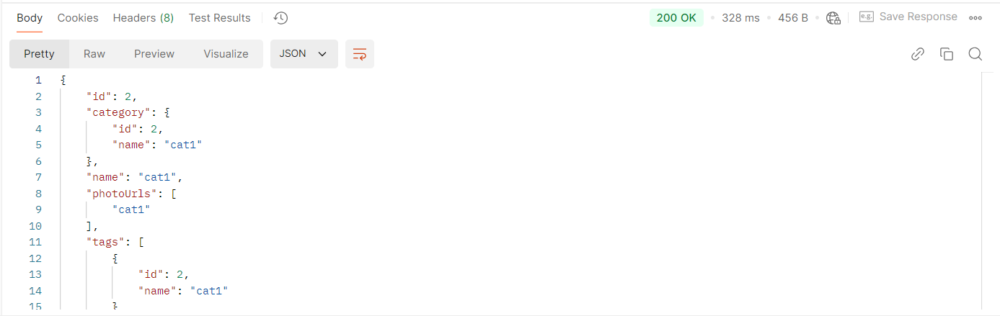 Body Cookies Headers (8) Test Results 200 OK 328 ms 456 B e.g. Save Response
Pretty Raw Preview Visualize JSON
1 {
2 "id": 2,
3 "category": {
4 "id": 2,
5 "name": "cat1"
6 },
7 "name": "cat1",
8 "photoUrls": [
9 "cat1"
10 ],
11 "tags": [
12 {
13 "id": 2,
14 "name": "cat1"
15 }